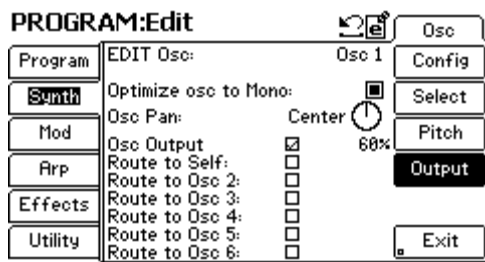 PROGRAM:Edit
Osc
Program
EDIT Osc:
Osc 1
Config
Synth
Optimize osc to Mono:
Select
Osc Pan:
Center
Mod
Pitch
Osc Output
60%
Arp
Route to Self:
Output
Route to Osc 2:
Effects
Route to Osc 3:
Route to Osc 4:
Utility
Route to Osc 5:
Exit
Route to Osc 6: